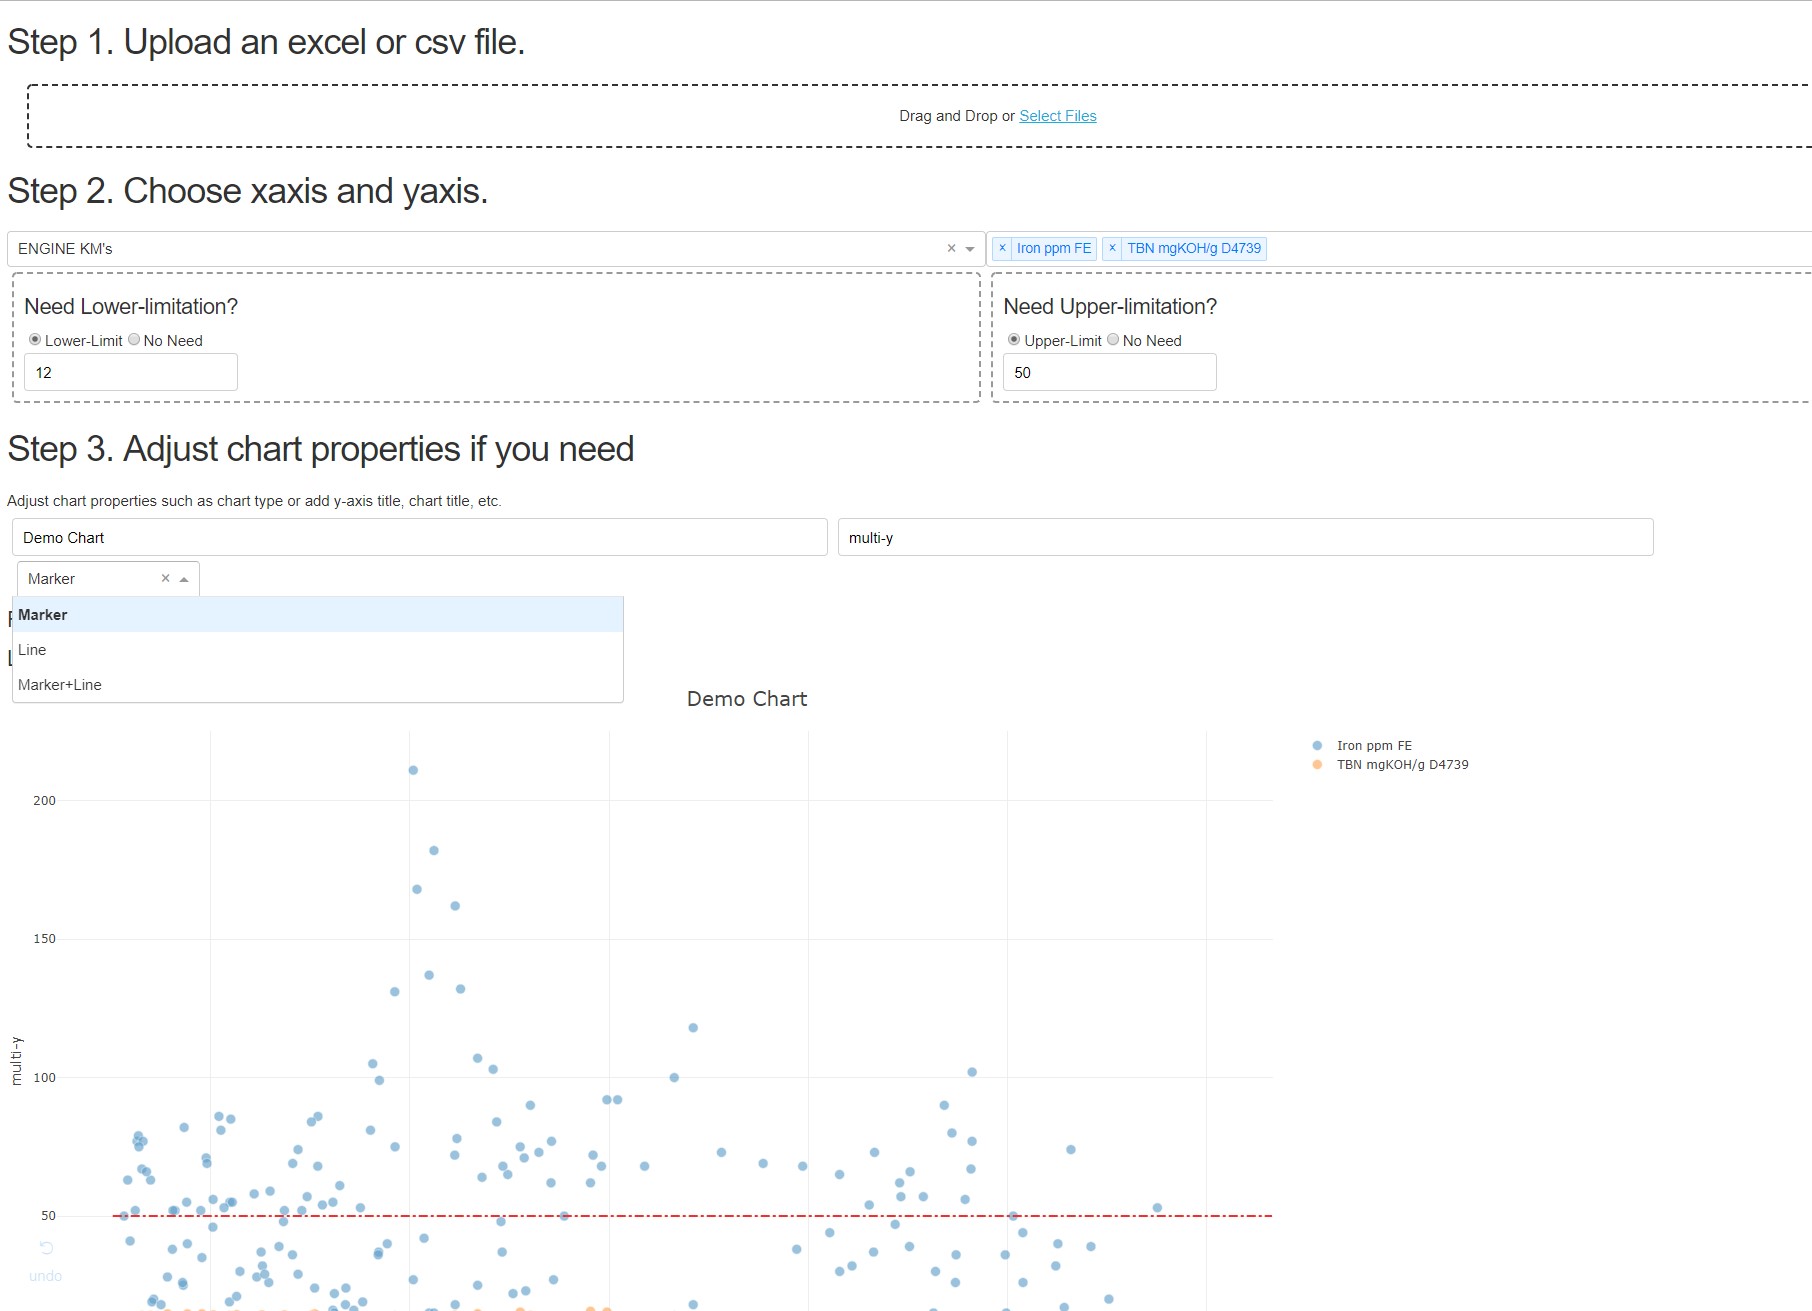 Step 1. Upload an excel or csv file.
Drag and Drop or Select Files
Step 2. Choose xaxis and yaxis.
ENGINE KM's × × Iron ppm FE × TBN mgKOH/g D4739
Need Lower-limitation? Need Upper-limitation?
Lower-Limit No Need Upper-Limit No Need
12 50
Step 3. Adjust chart properties if you need
Adjust chart properties such as chart type or add y-axis title, chart title, etc.
Demo Chart multi-y
Marker ×
Marker
Line
Marker+Line
Demo Chart
Iron ppm FE
TBN mgKOH/g D4739
200
150
multi-y
100
50
undo